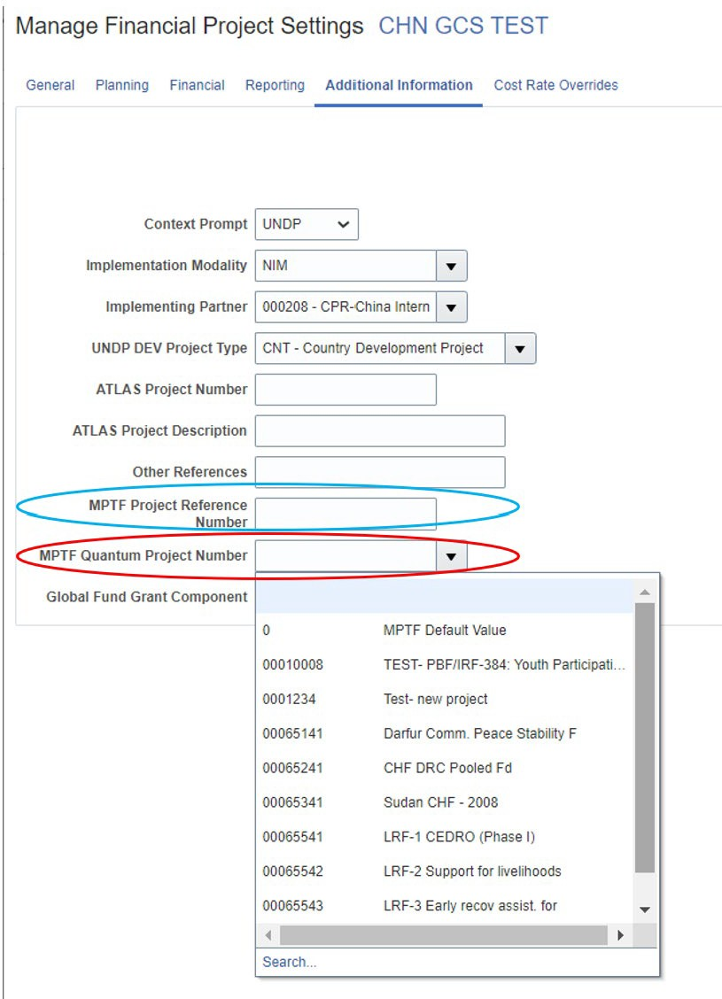 Manage Financial Project Settings CHN GCS TEST
General Planning Financial Reporting Additional Information Cost Rate Overrides
Context Prompt UNDP
Implementation Modality NIM
Implementing Partner 000208 - CPR-China Intern
UNDP DEV Project Type CNT - Country Development Project
ATLAS Project Number
ATLAS Project Description
Other References
MPTF Project Reference
Number
MPTF Quantum Project Number
Global Fund Grant Component
0 MPTF Default Value
00010008 TEST- PBF/IRF-384: Youth Participati...
0001234 Test- new project
00065141 Darfur Comm. Peace Stability F
00065241 CHF DRC Pooled Fd
00065341 Sudan CHF - 2008
00065541 LRF-1 CEDRO (Phase I)
00065542 LRF-2 Support for livelihoods
00065543 LRF-3 Early recov assist. for
Search...